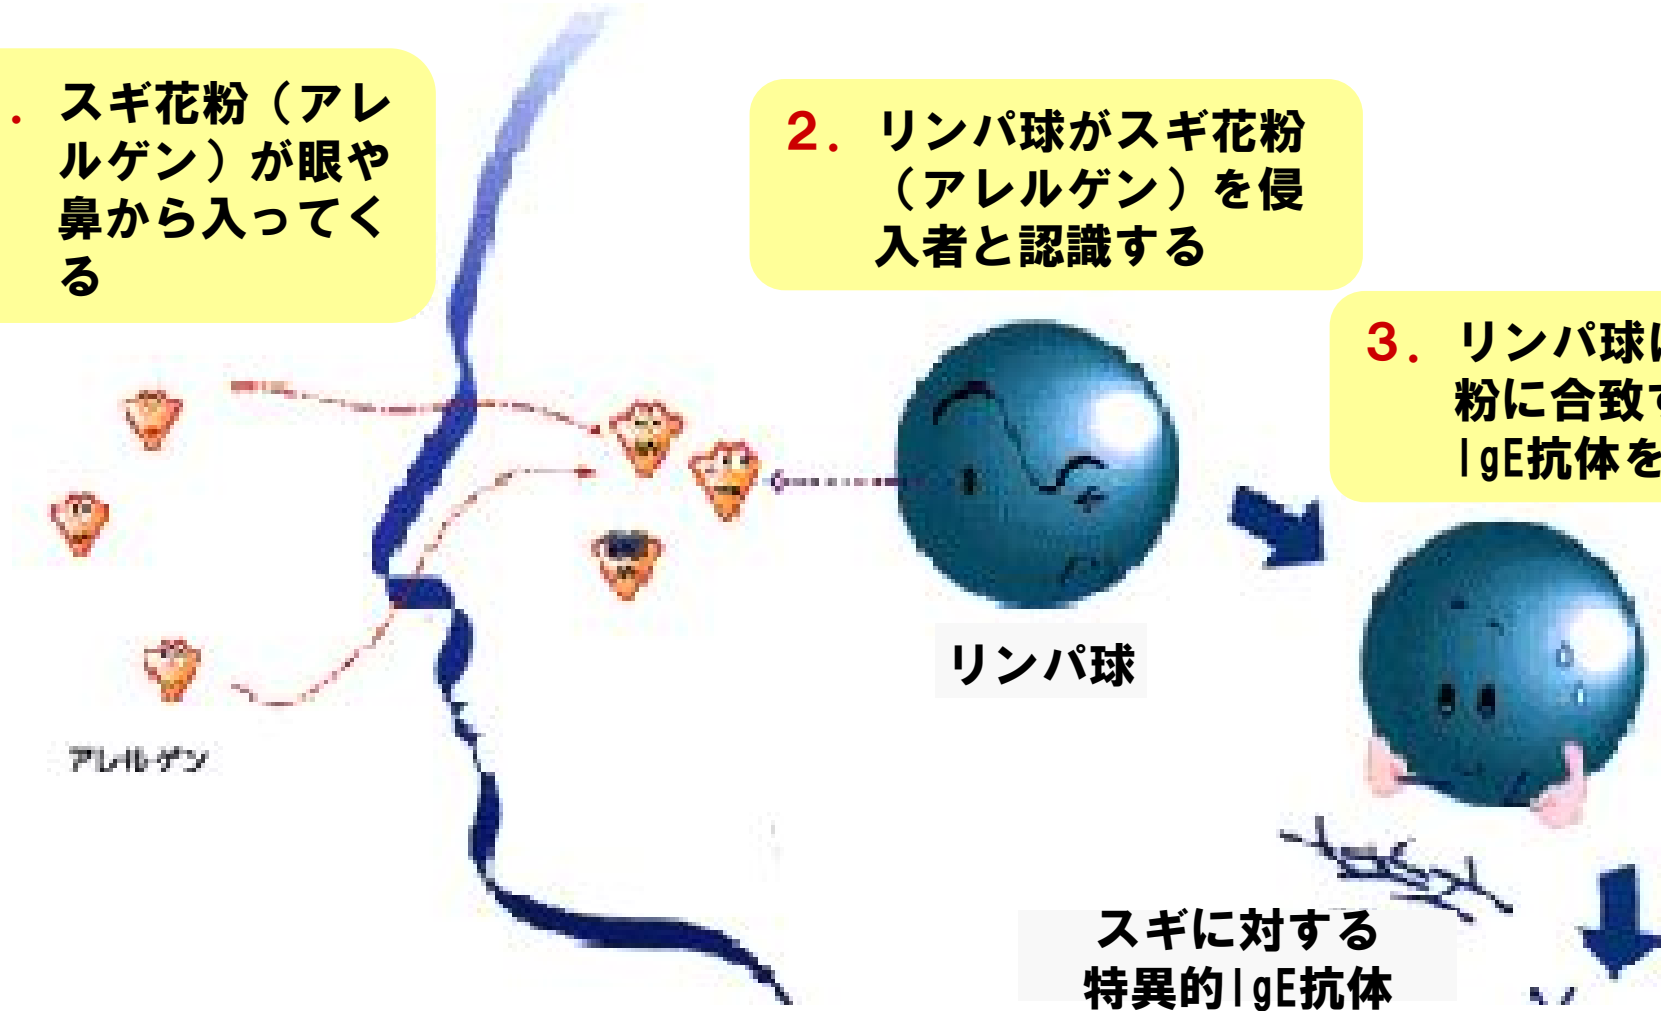 . スギ花粉（アレ
ルゲン）が眼や
鼻から入ってく
る
2. リンパ球がスギ花粉
（アレルゲン）を侵
入者と認識する
3. リンパ球に
粉に合致す
IgE抗体を
リンパ球
アレルゲン
スギに対する
特異的IgE抗体